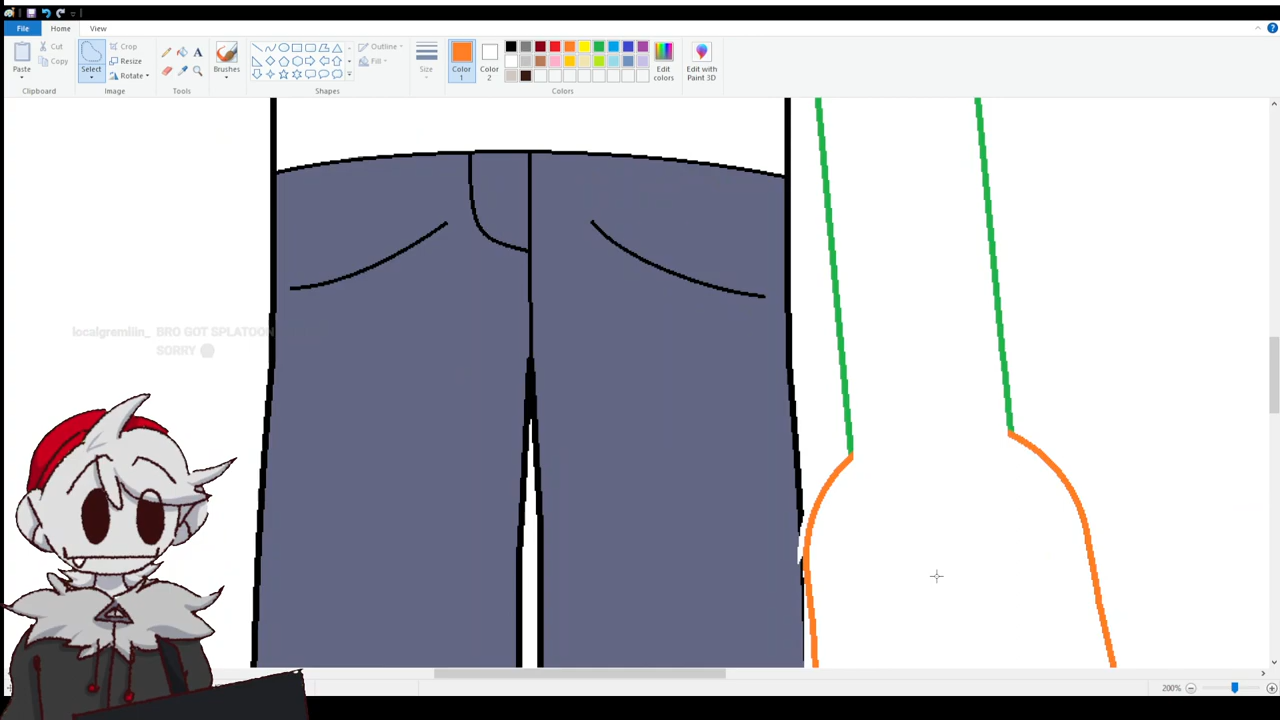 File
Home
View
Paste
Cut
Copy
Clipboard
Select
Crop
Resize
Rotate
Image
A
Tools
Brushes
Shapes
Outline
Fill
Size
Color 1
Color 2
Edit colors
Colors
Edit with Paint 3D
localgremliin_ BRO GOT SPLATOON
SORRY
200%